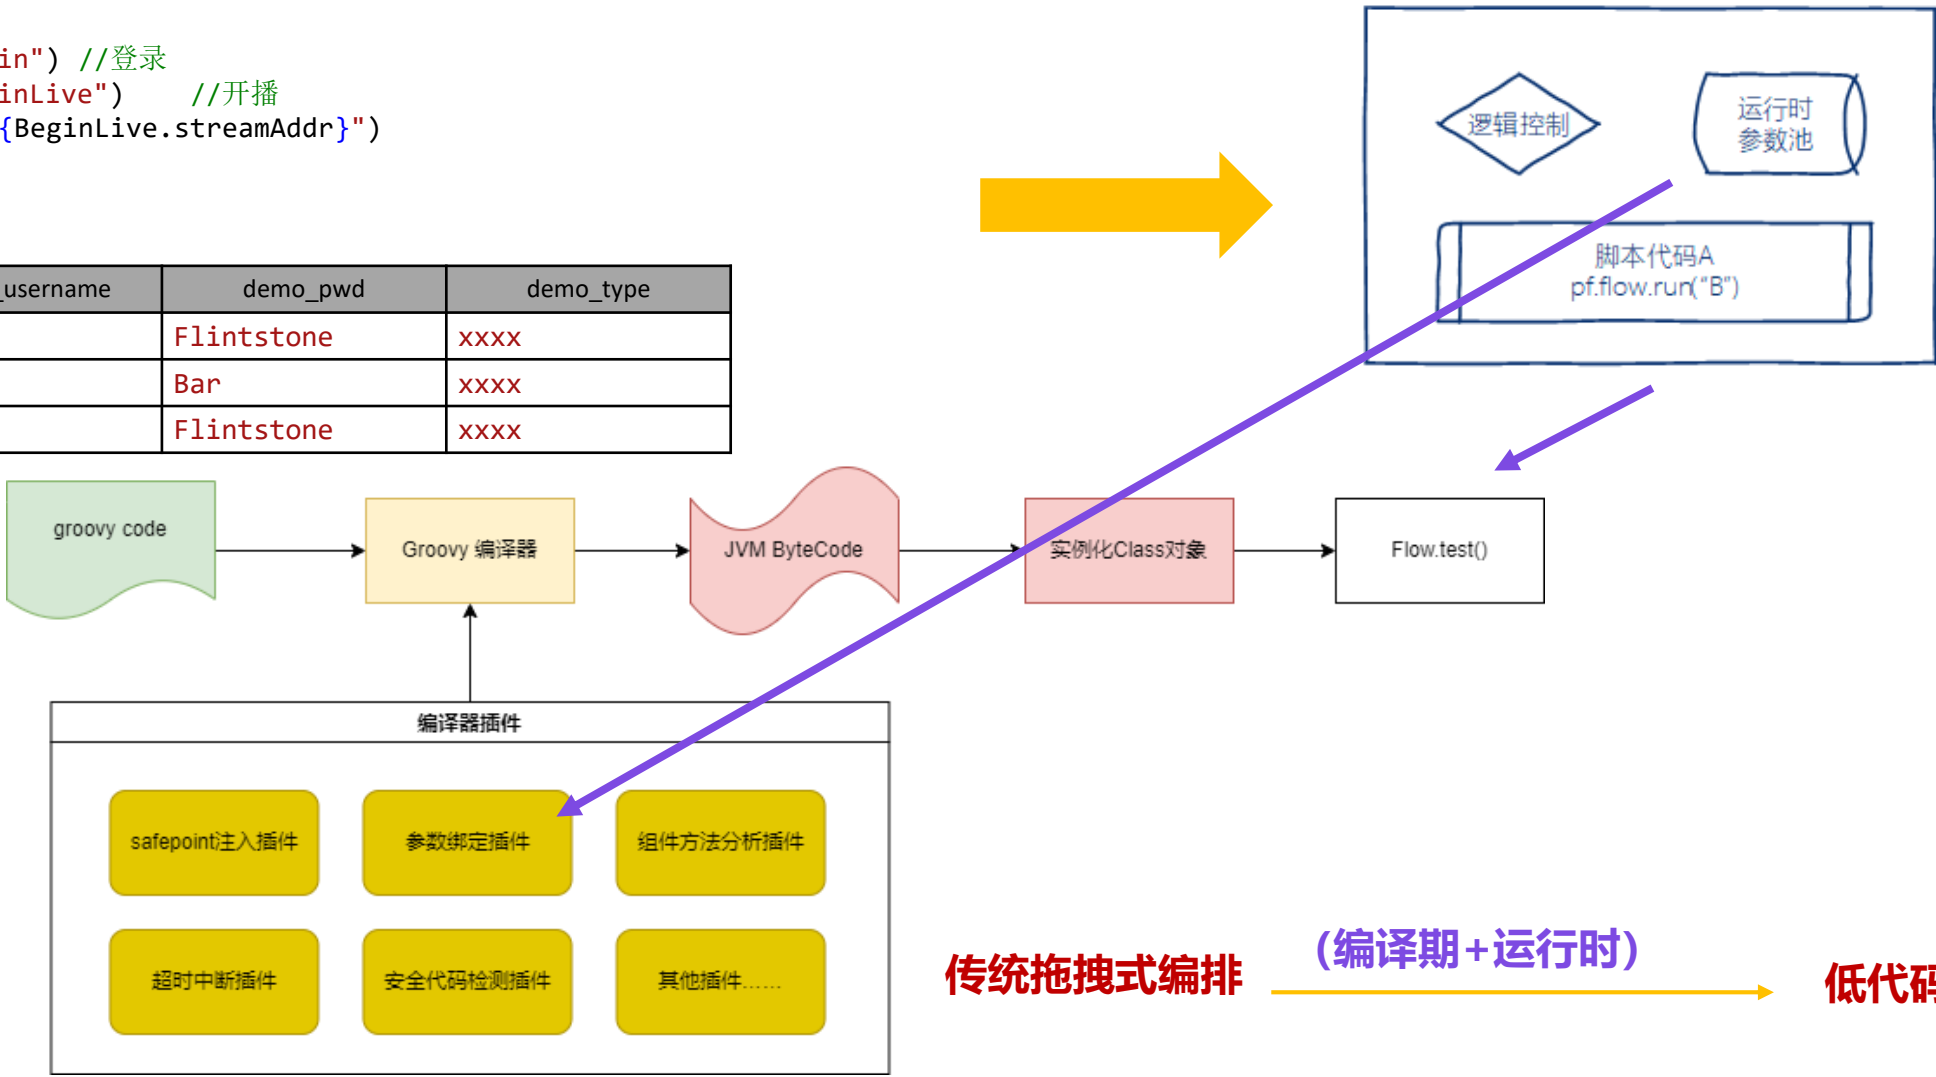 in") //登录
inLive")    //开播
{BeginLive.streamAddr}")
逻辑控制
运行时
参数池
脚本代码A
pf.flow.run("B")
_username demo_pwd demo_type
Flintstone xxxx
Bar xxxx
Flintstone xxxx
groovy code
Groovy 编译器
JVM ByteCode
实例化Class对象
Flow.test()
编译器插件
safepoint注入插件
参数绑定插件
组件方法分析插件
超时中断插件
安全代码检测插件
其他插件......
传统拖拽式编排
(编译期+运行时)
低代码